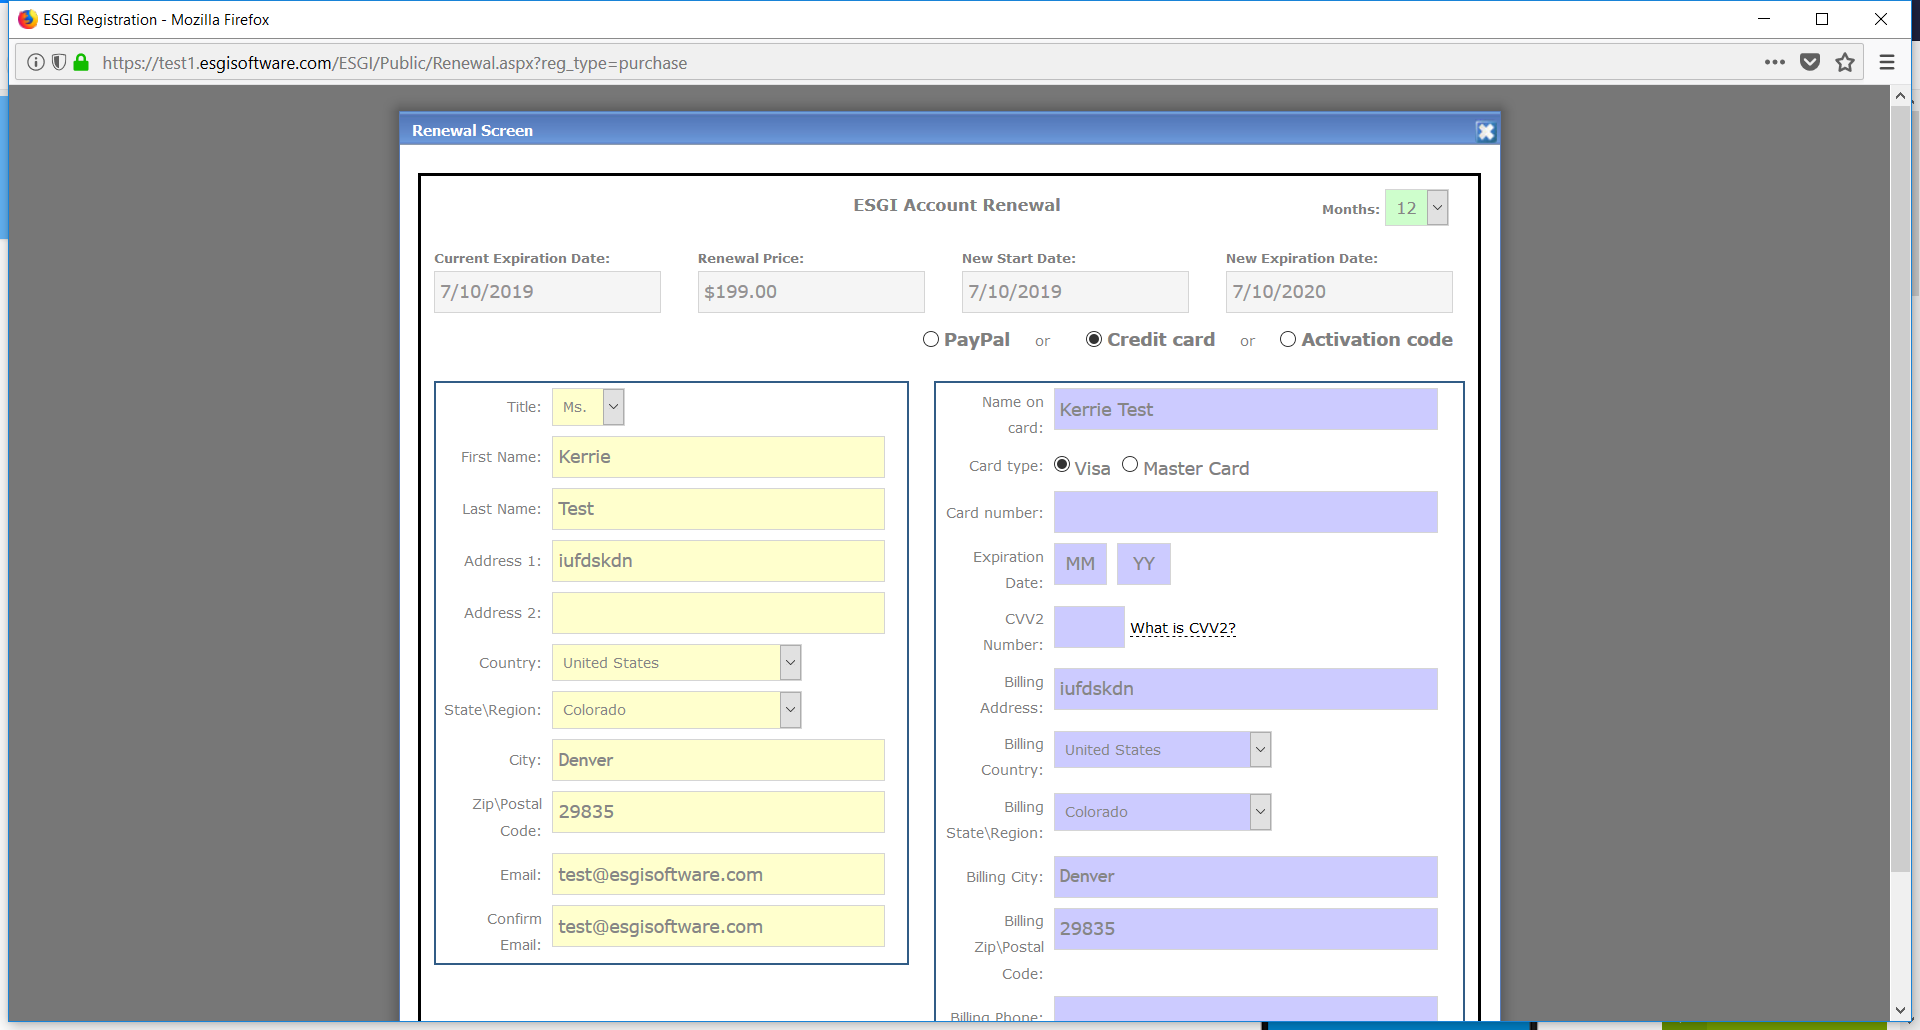 ESGI Registration - Mozilla Firefox
https://test1.esgisoftware.com/ESGI/Public/Renewal.aspx?reg_type=purchase
Renewal Screen
ESGI Account Renewal
Months: 12
Current Expiration Date: Renewal Price: New Start Date: New Expiration Date:
7/10/2019 $199.00 7/10/2019 7/10/2020
PayPal or Credit card or Activation code
Title: Ms.
First Name: Kerrie
Last Name: Test
Address 1: iufdskdn
Address 2:
Country: United States
State\Region: Colorado
City: Denver
Zip\Postal
Code: 29835
Email: test@esgisoftware.com
Confirm
Email: test@esgisoftware.com
Name on
card: Kerrie Test
Card type: Visa Master Card
Card number:
Expiration
Date: MM YY
CVV2
Number: What is CVV2?
Billing
Address: iufdskdn
Billing
Country: United States
Billing
State\Region: Colorado
Billing City: Denver
Billing
Zip\Postal
Code: 29835
Billing Phone: